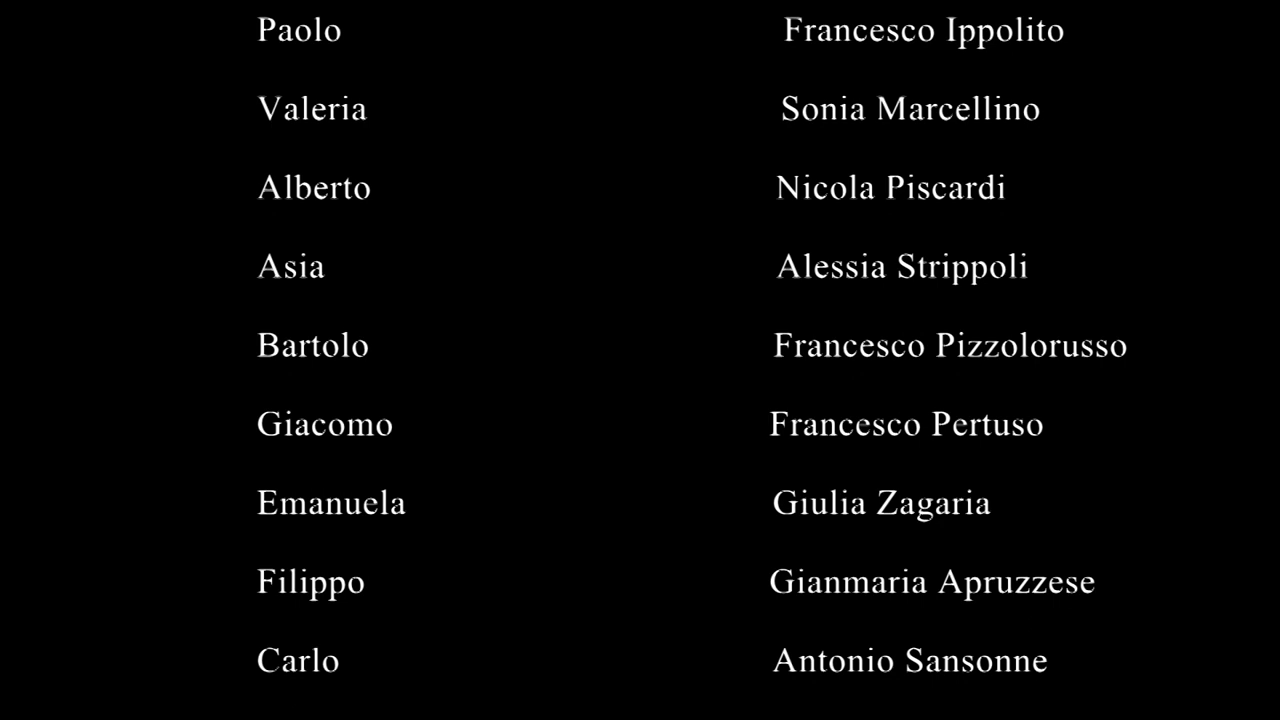 Paolo Francesco Ippolito
Valeria Sonia Marcellino
Alberto Nicola Piscardi
Asia Alessia Strippoli
Bartolo Francesco Pizzolorusso
Giacomo Francesco Pertuso
Emanuela Giulia Zagaria
Filippo Gianmaria Apruzzese
Carlo Antonio Sansonne